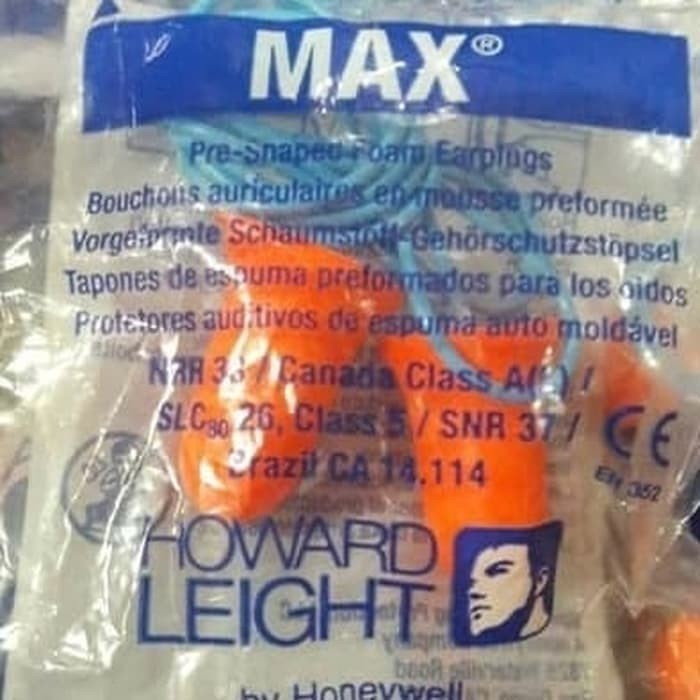 MAX®
Pre-Shaped Foam Earplugs
Bouchons auriculaires en mousse preformée
Vorgeformte Schaumstoff-Gehörschutzstöpsel
Tapones de espuma preformados para los oidos
Protetores auditivos de espuma auto moldável
NRR 33 / Canada Class A(L) /
SLC80 26, Class 5 / SNR 37 /
Brazil CA 14.114
CE
EN 352
HOWARD
LEIGHT
by Honeywell